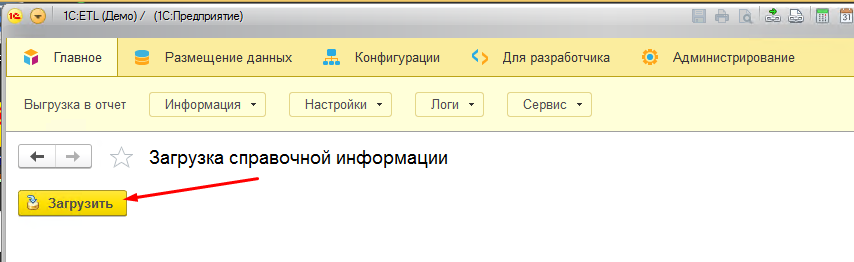 1С:ETL (Демо) / (1С:Предприятие)
Главное Размещение данных Конфигурации Для разработчика Администрирование
Выгрузка в отчет Информация Настройки Логи Сервис
Загрузка справочной информации
Загрузить